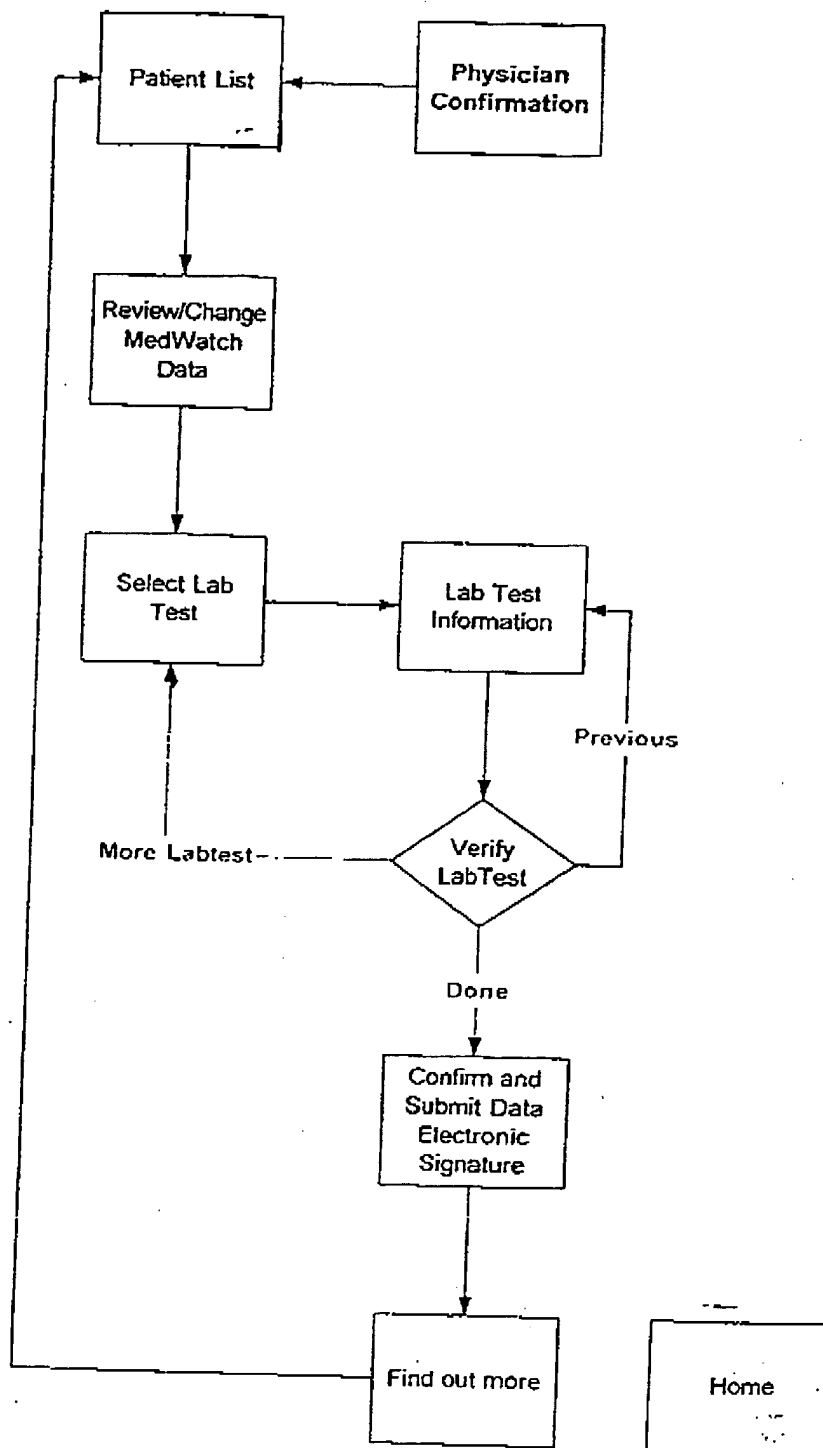 Patient List
Physician
Confirmation
Review/Change
MedWatch
Data
Select Lab
Test
Lab Test
Information
Previous
More Labtest
Verify
LabTest
Done
Confirm and
Submit Data
Electronic
Signature
Find out more
Home